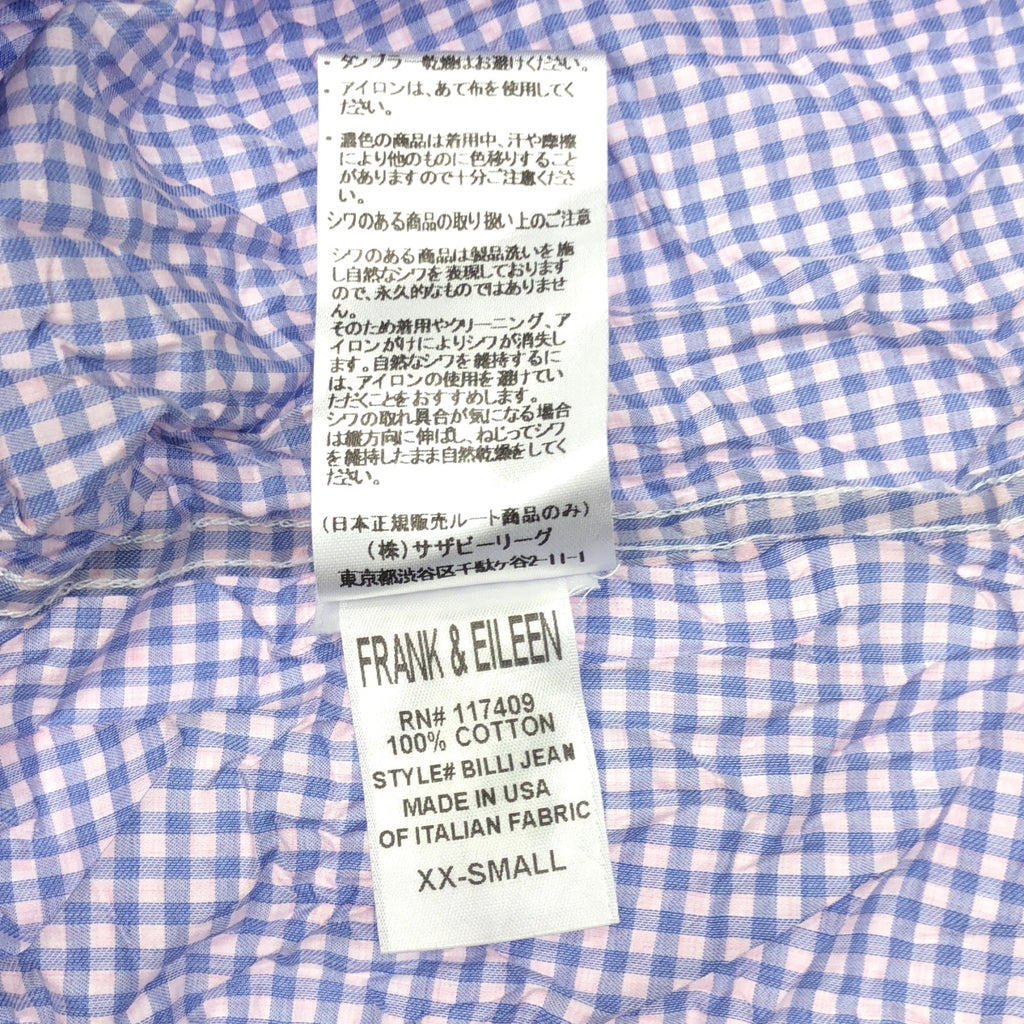 ・タンブラー乾燥はお避けください。
・アイロンは、あて布を使用してく
ださい。
・濃色の商品は着用中、汗や摩擦
により他のものに色移りすること
がありますので十分ご注意くださ
い。
シワのある商品の取り扱い上のご注意
シワのある商品は製品洗いを施
し自然なシワを表現しております
ので、永久的なものではありませ
ん。
そのため着用やクリーニング、ア
イロンがけによりシワが消失し
ます。自然なシワを維持するに
は、アイロンの使用を避けてい
ただくことをおすすめします。
シワの取れ具合が気になる場合
は縦方向に伸ばし、ねじってシワ
を維持したまま自然乾燥をしてく
ださい。
(日本正規販売ルート商品のみ)
(株)サザビーリーグ
東京都渋谷区千駄ヶ谷2-11-1
FRANK & EILEEN
RN# 117409
100% COTTON
STYLE# BILLI JEAN
MADE IN USA
OF ITALIAN FABRIC
XX-SMALL